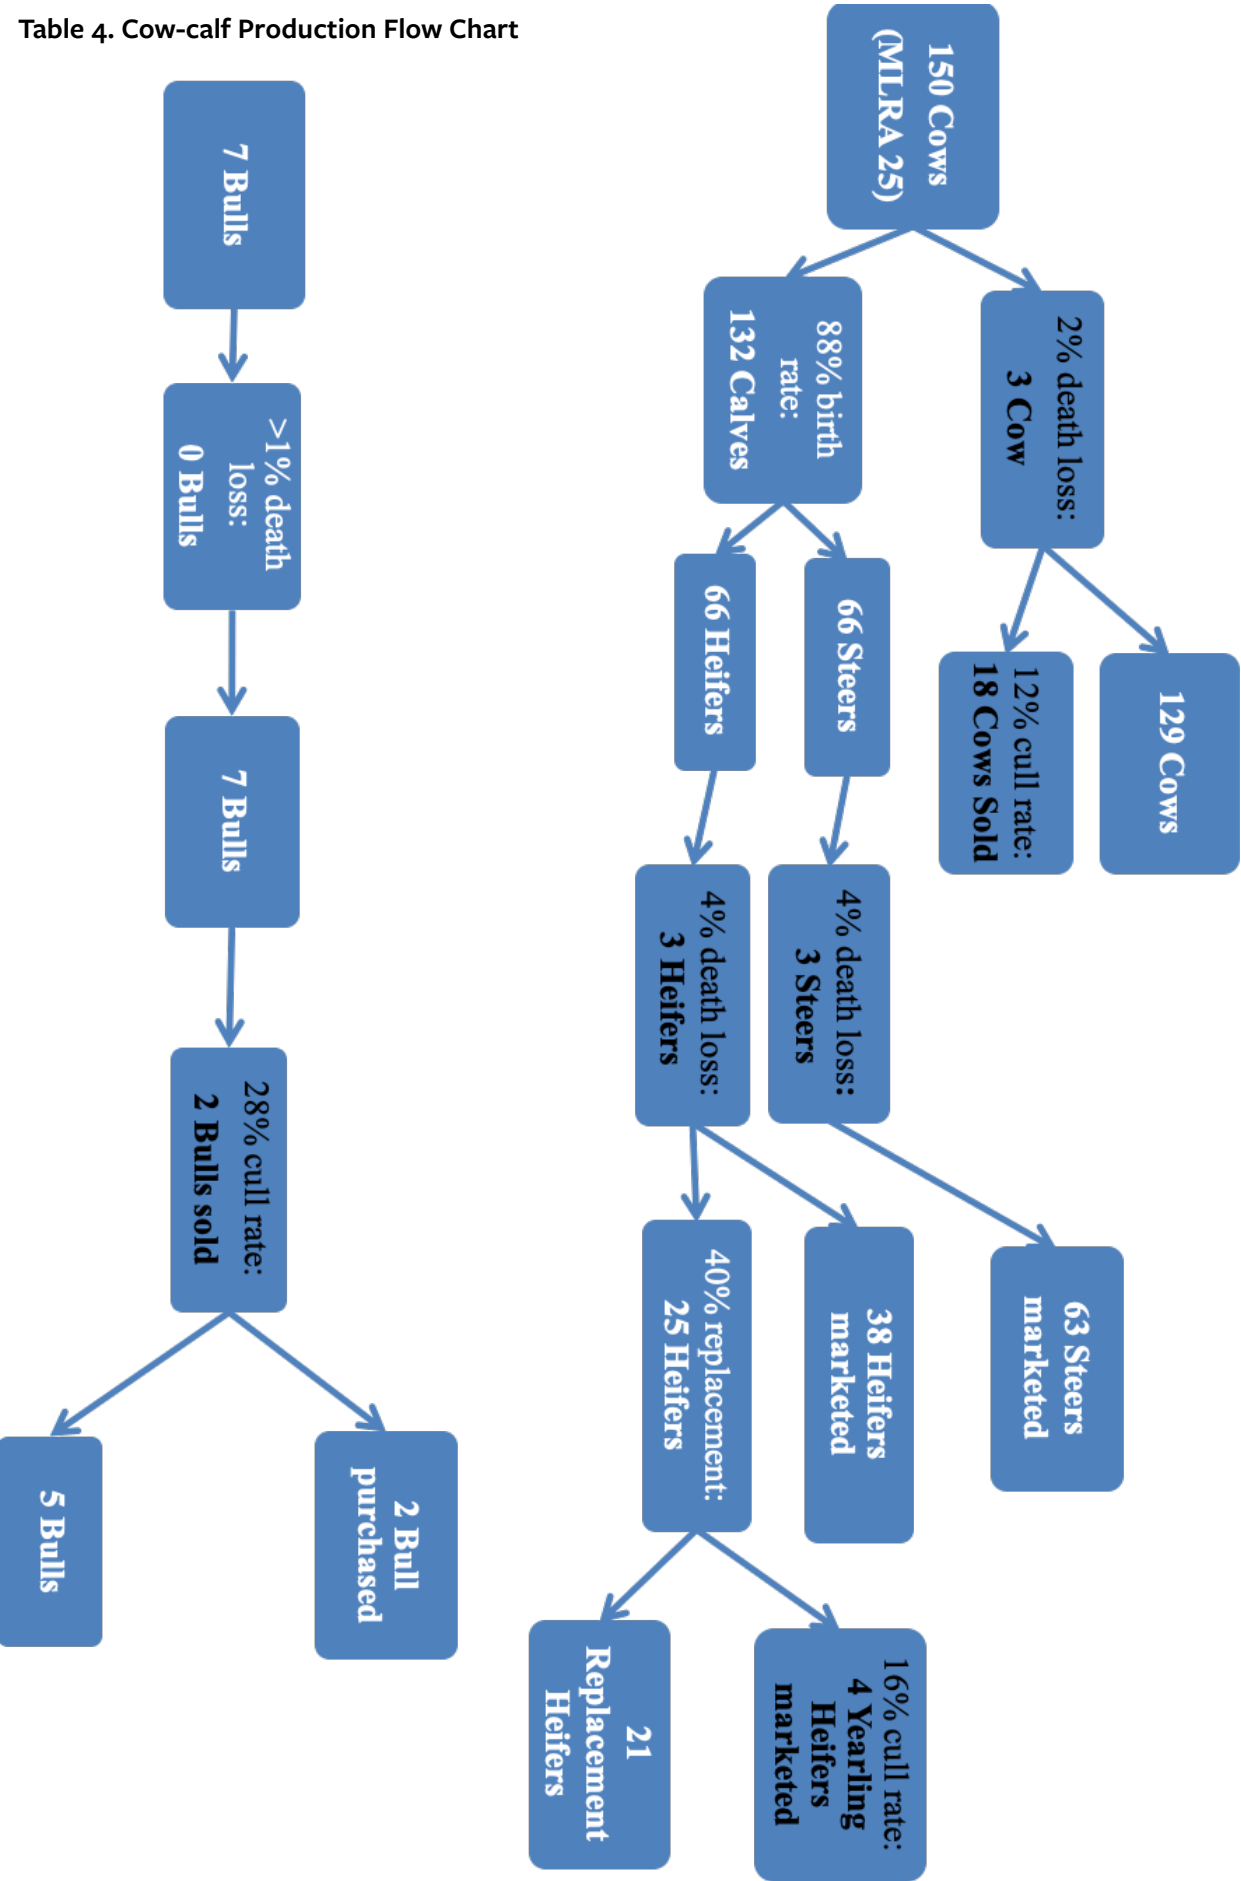 Table 4. Cow-calf Production Flow Chart
150 Cows
(MLRA 25)
2% death loss:
3 Cow
129 Cows
12% cull rate:
18 Cows Sold
88% birth
rate:
132 Calves
66 Steers
4% death loss:
3 Steers
63 Steers
marketed
66 Heifers
4% death loss:
3 Heifers
38 Heifers
marketed
40% replacement:
25 Heifers
16% cull rate:
4 Yearling
Heifers
marketed
21
Replacement
Heifers
7 Bulls
>1% death
loss:
0 Bulls
7 Bulls
28% cull rate:
2 Bulls sold
2 Bull
purchased
5 Bulls